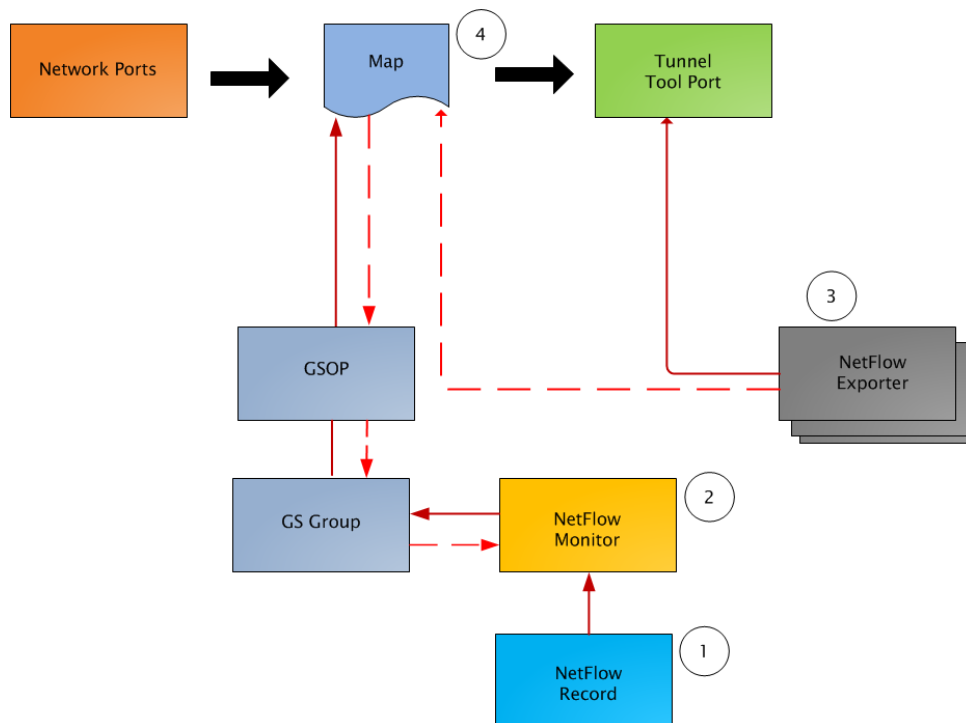 Network Ports
Map
4
Tunnel
Tool Port
3
GSOP
NetFlow
Exporter
GS Group
NetFlow
Monitor
2
NetFlow
Record
1